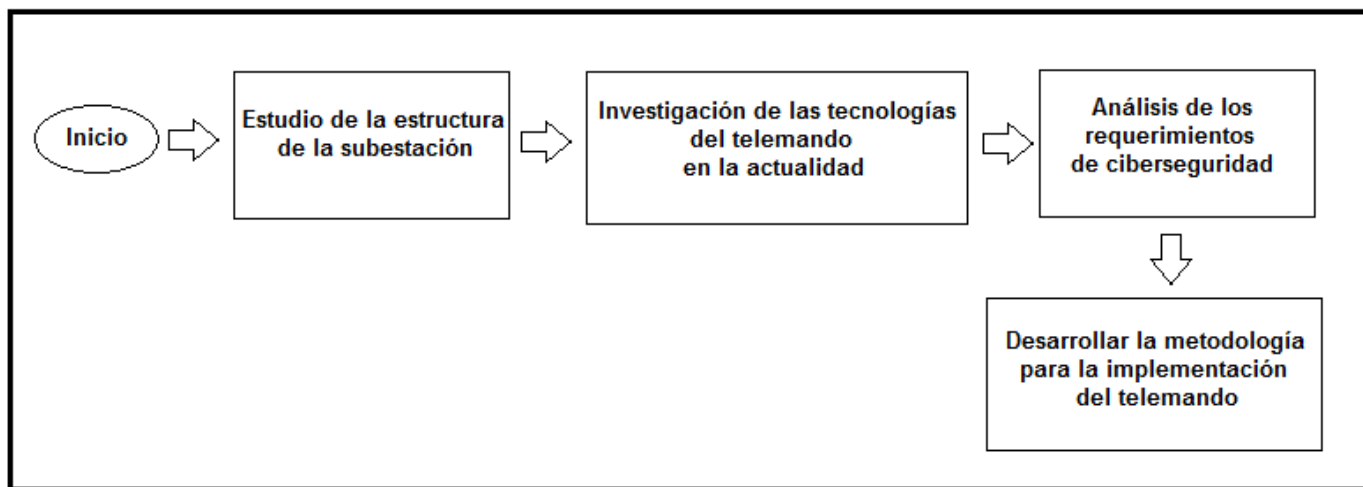 Inicio
Estudio de la estructura
de la subestación
Investigación de las tecnologías
del telemando
en la actualidad
Análisis de los
requerimientos
de ciberseguridad
Desarrollar la metodología
para la implementación
del telemando